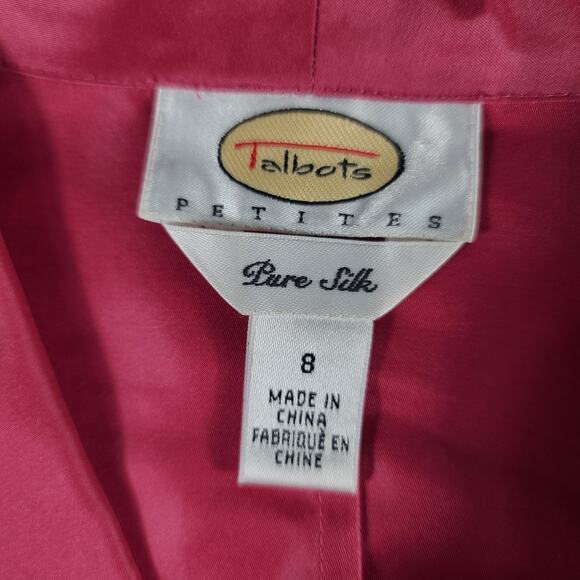 Talbots
PETITES
Pure Silk
8
MADE IN
CHINA
FABRIQUÉ EN
CHINE